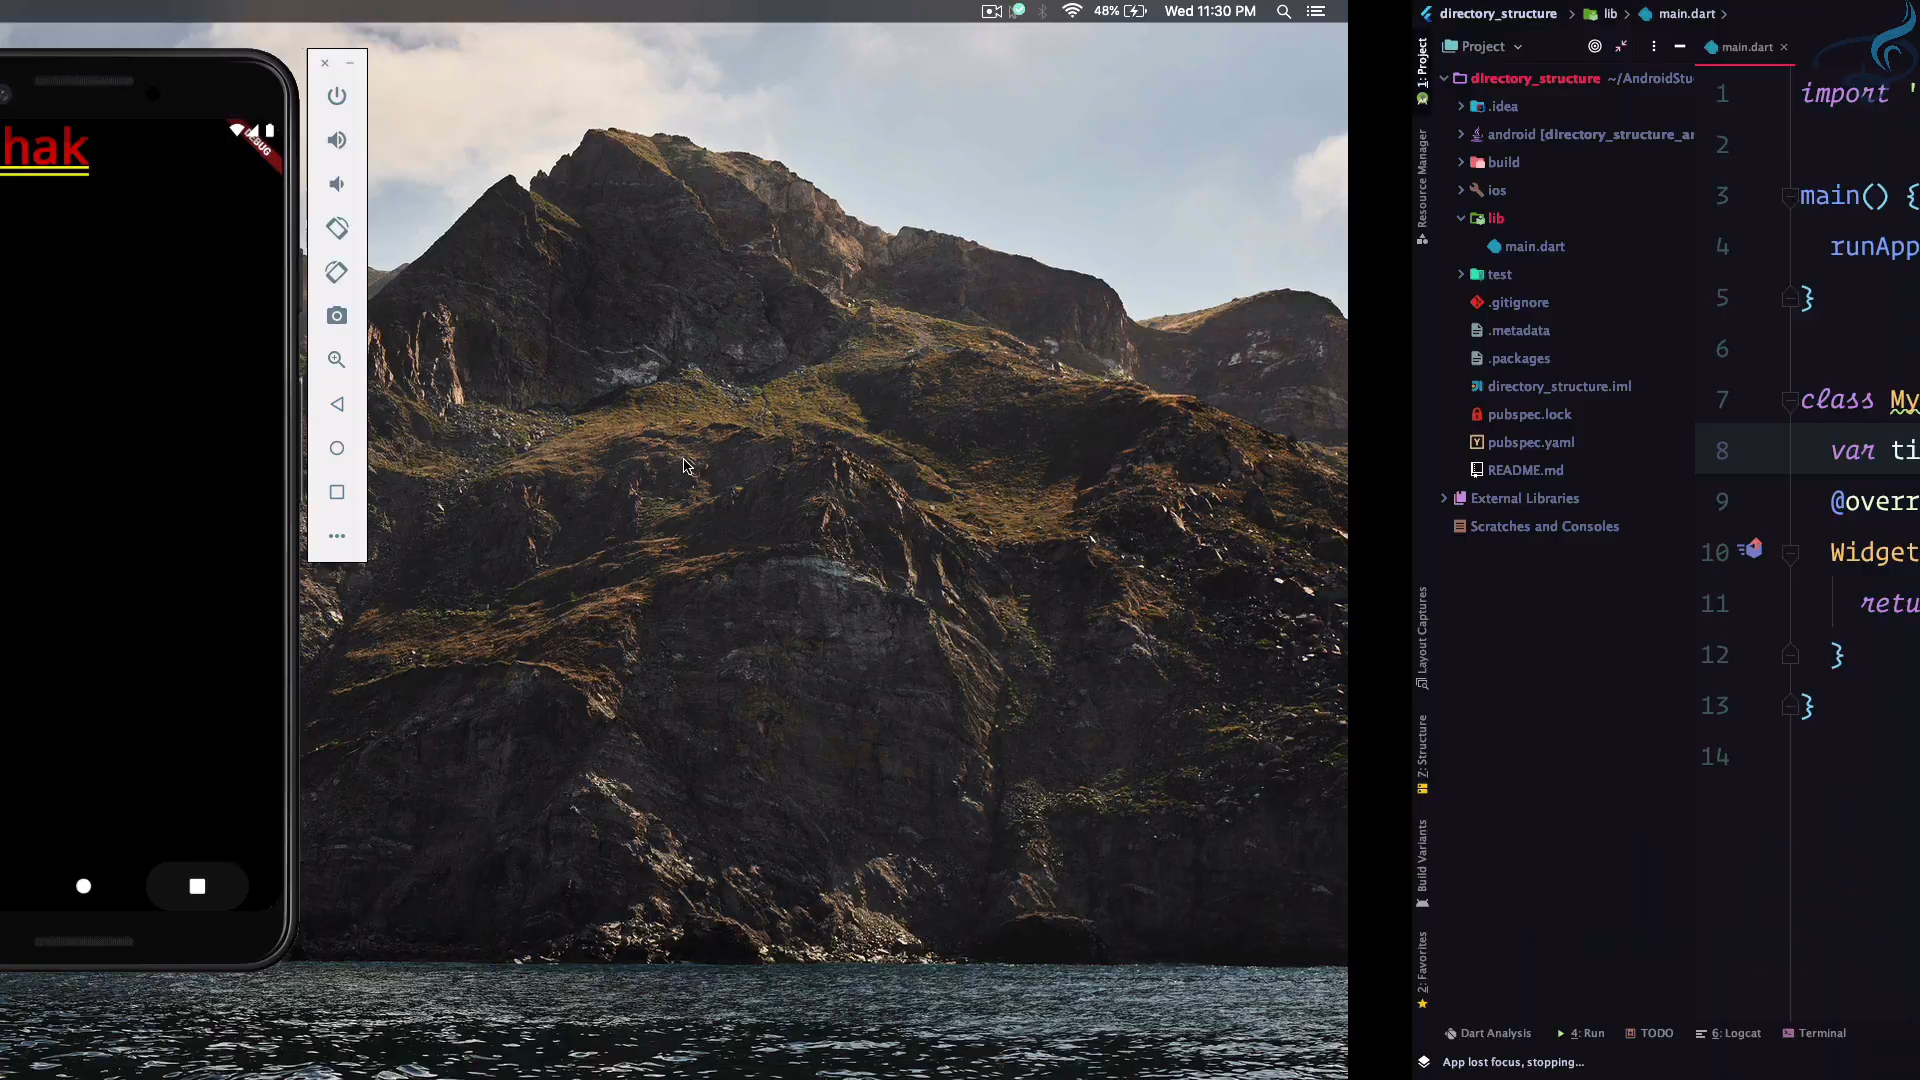 48%
Wed 11:30 PM
hak
DEBUG
directory_structure
lib
main.dart
1: Project
Project
main.dart
directory_structure ~/AndroidStu
.idea
android [directory_structure_ar
build
ios
lib
main.dart
test
.gitignore
.metadata
.packages
directory_structure.iml
pubspec.lock
pubspec.yaml
README.md
External Libraries
Scratches and Consoles
Resource Manager
Layout Captures
Z: Structure
Build Variants
2: Favorites
1 import '
2
3 main() {
4 runApp
5 }
6
7 class My
8 var ti
9 @overr
10 Widget
11 retu
12 }
13 }
14
Dart Analysis
4: Run
TODO
6: Logcat
Terminal
App lost focus, stopping...